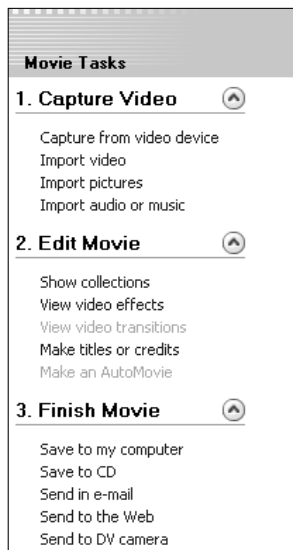 Movie Tasks
1. Capture Video
Capture from video device
Import video
Import pictures
Import audio or music
2. Edit Movie
Show collections
View video effects
View video transitions
Make titles or credits
Make an AutoMovie
3. Finish Movie
Save to my computer
Save to CD
Send in e-mail
Send to the Web
Send to DV camera